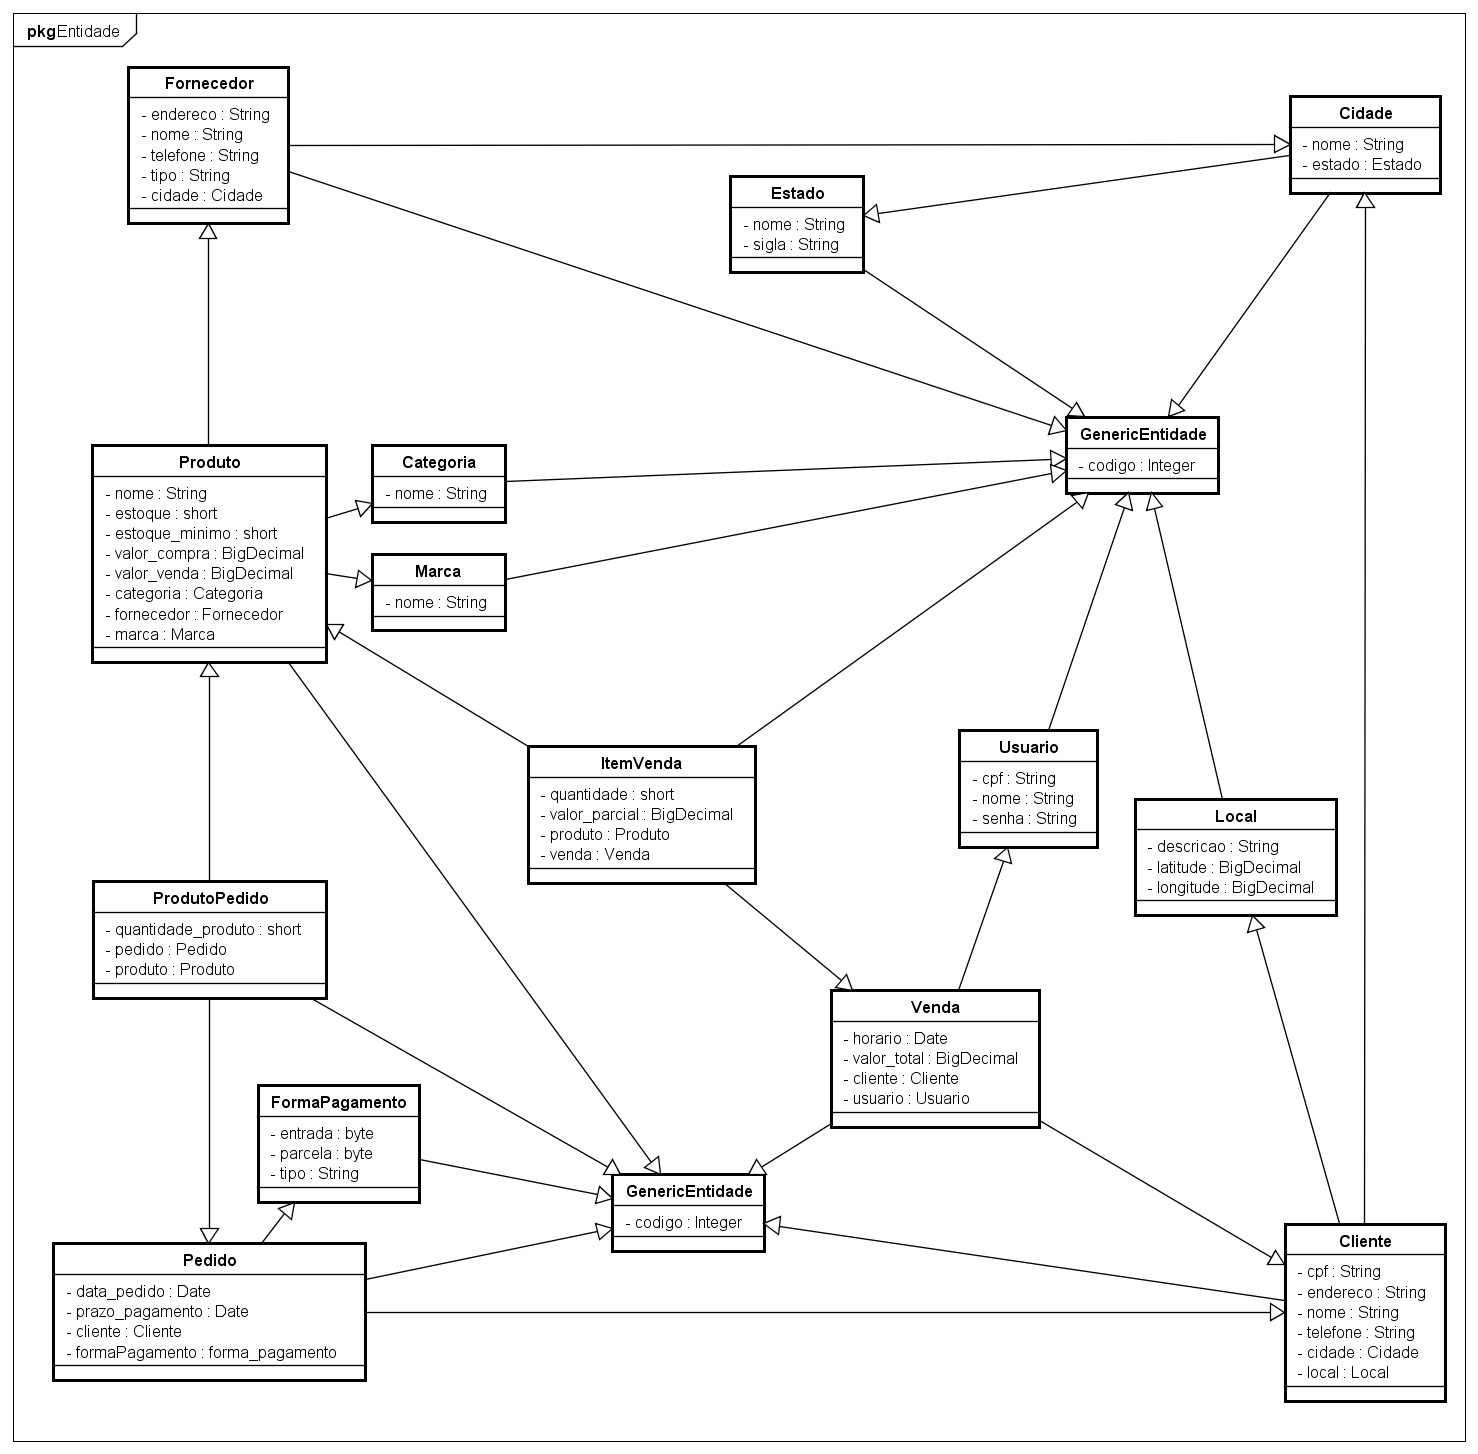 pkgEntidade
Fornecedor
- endereco : String
- nome : String
- telefone : String
- tipo : String
- cidade : Cidade
Cidade
- nome : String
- estado : Estado
Estado
- nome : String
- sigla : String
GenericEntidade
- codigo : Integer
Produto
- nome : String
- estoque : short
- estoque_minimo : short
- valor_compra : BigDecimal
- valor_venda : BigDecimal
- categoria : Categoria
- fornecedor : Fornecedor
- marca : Marca
Categoria
- nome : String
Marca
- nome : String
ItemVenda
- quantidade : short
- valor_parcial : BigDecimal
- produto : Produto
- venda : Venda
Usuario
- cpf : String
- nome : String
- senha : String
Local
- descricao : String
- latitude : BigDecimal
- longitude : BigDecimal
ProdutoPedido
- quantidade_produto : short
- pedido : Pedido
- produto : Produto
Venda
- horario : Date
- valor_total : BigDecimal
- cliente : Cliente
- usuario : Usuario
FormaPagamento
- entrada : byte
- parcela : byte
- tipo : String
GenericEntidade
- codigo : Integer
Pedido
- data_pedido : Date
- prazo_pagamento : Date
- cliente : Cliente
- formaPagamento : forma_pagamento
Cliente
- cpf : String
- endereco : String
- nome : String
- telefone : String
- cidade : Cidade
- local : Local